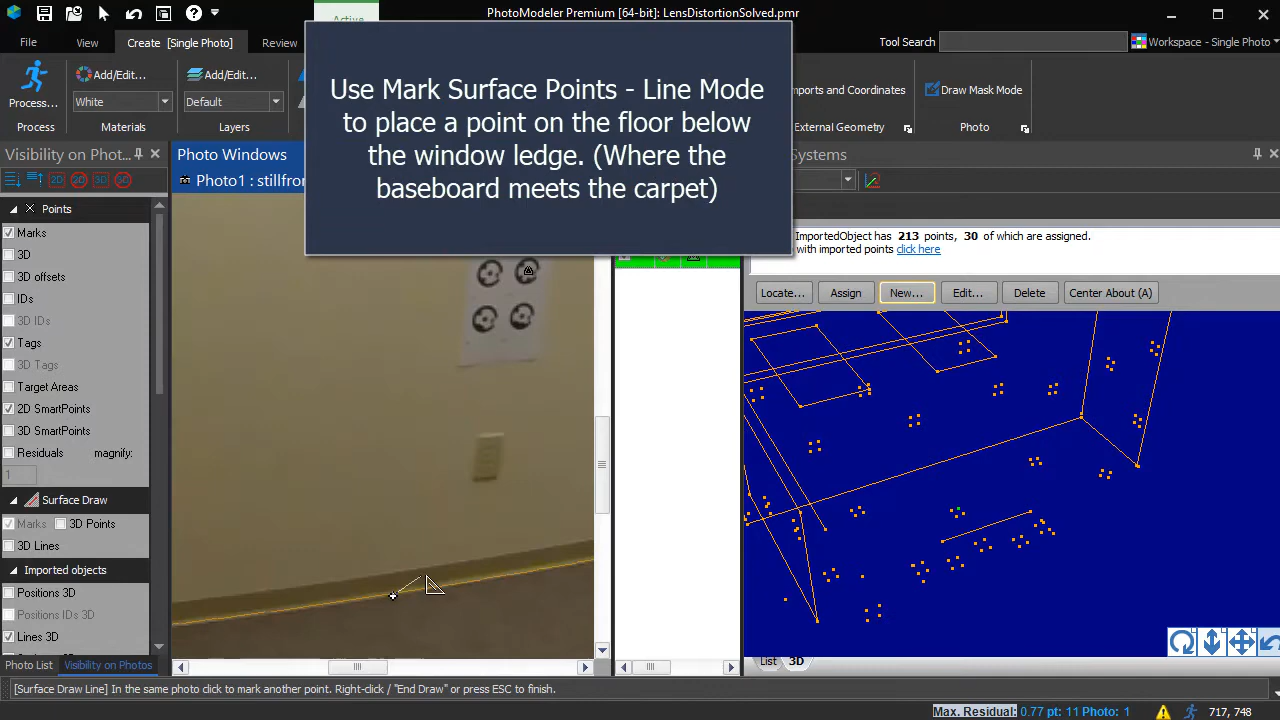 PhotoModeler Premium [64-bit]: LensDistortionSolved.pmr
Active
File
View
Create [Single Photo]
Review
Tool Search
Workspace - Single Photo
Use Mark Surface Points - Line Mode
to place a point on the floor below
the window ledge. (Where the
baseboard meets the carpet)
Process...
Process
Add/Edit...
White
Materials
Add/Edit...
Default
Layers
mports and Coordinates
External Geometry
Draw Mask Mode
Photo
Visibility on Phot...
Photo Windows
Systems
Photo1 : stillfron
2D
2D
3D
3D
Points
Marks
3D
3D offsets
IDs
3D IDs
Tags
3D Tags
Target Areas
2D SmartPoints
3D SmartPoints
Residuals
magnify:
1
Surface Draw
Marks
3D Points
3D Lines
Imported objects
Positions 3D
Positions IDs 3D
Lines 3D
ImportedObject has 213 points, 30 of which are assigned.
with imported points click here
Locate...
Assign
New...
Edit...
Delete
Center About (A)
Photo List
Visibility on Photos
List
3D
[Surface Draw Line] In the same photo click to mark another point. Right-click / "End Draw" or press ESC to finish.
Max. Residual: 0.77 pt: 11 Photo: 1
717, 748